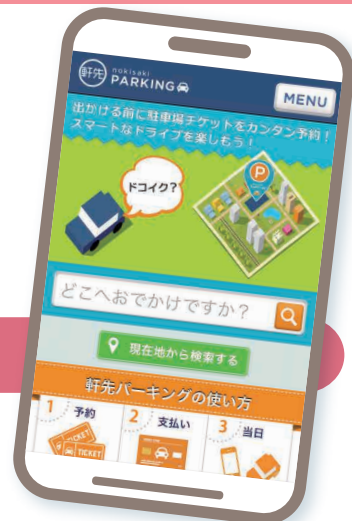 軒先
nokisaki
PARKING
MENU
出かける前に駐車場チケットをカンタン予約!
スマートなドライブを楽しもう!
ドコイク?
P
どこへおでかけですか?
現在地から検索する
軒先パーキングの使い方
1 予約
2 支払い
3 当日
TICKET
TICKET